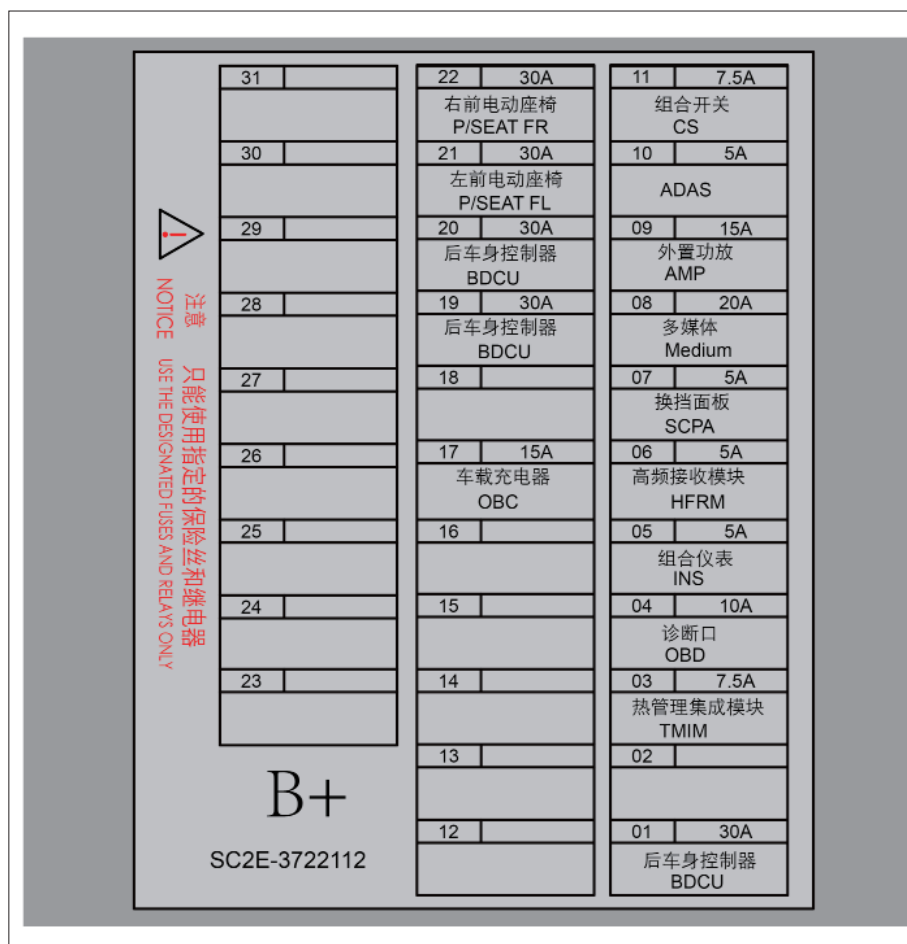 31
30
29
28
27
26
25
24
23
22 30A
右前电动座椅
P/SEAT FR
21 30A
左前电动座椅
P/SEAT FL
20 30A
后车身控制器
BDCU
19 30A
后车身控制器
BDCU
18
17 15A
车载充电器
OBC
16
15
14
13
12
11 7.5A
组合开关
CS
10 5A
ADAS
09 15A
外置功放
AMP
08 20A
多媒体
Medium
07 5A
换挡面板
SCPA
06 5A
高频接收模块
HFRM
05 5A
组合仪表
INS
04 10A
诊断口
OBD
03 7.5A
热管理集成模块
TMIM
02
01 30A
后车身控制器
BDCU
注意 只能使用指定的保险丝和继电器
NOTICE USE THE DESIGNATED FUSES AND RELAYS ONLY
B+
SC2E-3722112